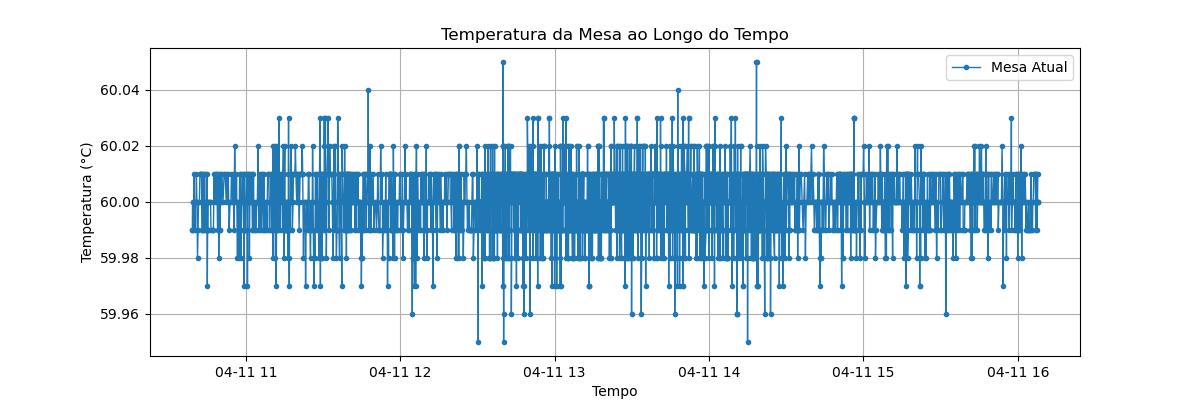 Temperatura da Mesa ao Longo do Tempo
Mesa Atual
Temperatura (°C)
60.04
60.02
60.00
59.98
59.96
04-11 11
04-11 12
04-11 13
04-11 14
04-11 15
04-11 16
Tempo